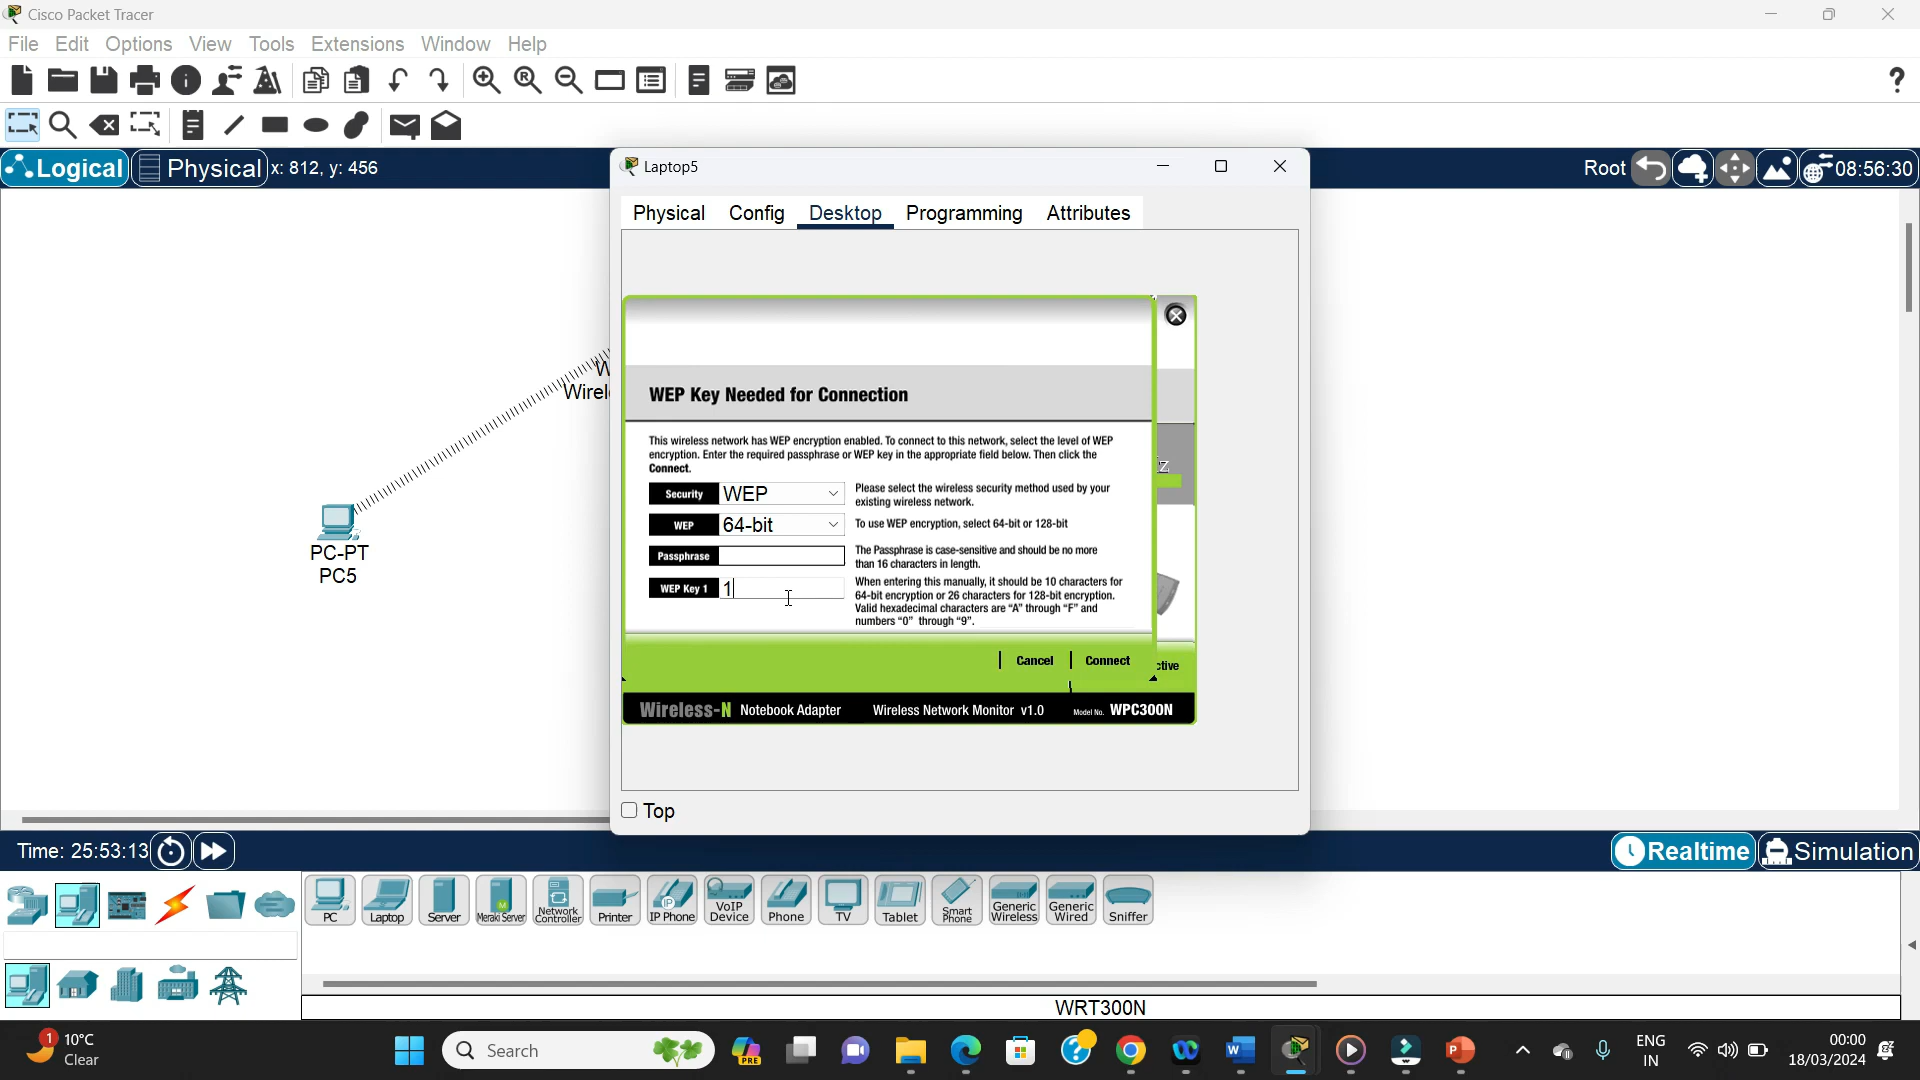 Cisco Packet Tracer
File Edit Options View Tools Extensions Window Help
?
Logical Physical x: 812, y: 456
Root 08:56:30
Laptop5
Physical Config Desktop Programming Attributes
Wirel
WEP Key Needed for Connection
This wireless network has WEP encryption enabled. To connect to this network, select the level of WEP
encryption. Enter the required passphrase or WEP key in the appropriate field below. Then click the
Connect.
Security WEP Please select the wireless security method used by your
existing wireless network.
WEP 64-bit To use WEP encryption, select 64-bit or 128-bit
Passphrase The Passphrase is case-sensitive and should be no more
than 16 characters in length.
WEP Key 1 1 When entering this manually, it should be 10 characters for
64-bit encryption or 26 characters for 128-bit encryption.
Valid hexadecimal characters are "A" through "F" and
numbers "0" through "9".
Cancel Connect
ctive
Wireless-N Notebook Adapter Wireless Network Monitor v1.0 Model No. WPC300N
PC-PT
PC5
Top
Time: 25:53:13
Realtime Simulation
PC
Laptop
Server
Meraki Server
Network
Controller
Printer
IP Phone
VoIP
Device
Phone
TV
Tablet
Smart
Phone
Generic
Wireless
Generic
Wired
Sniffer
WRT300N
1
10°C
Clear
Search
PRE
ENG
IN
00:00
18/03/2024